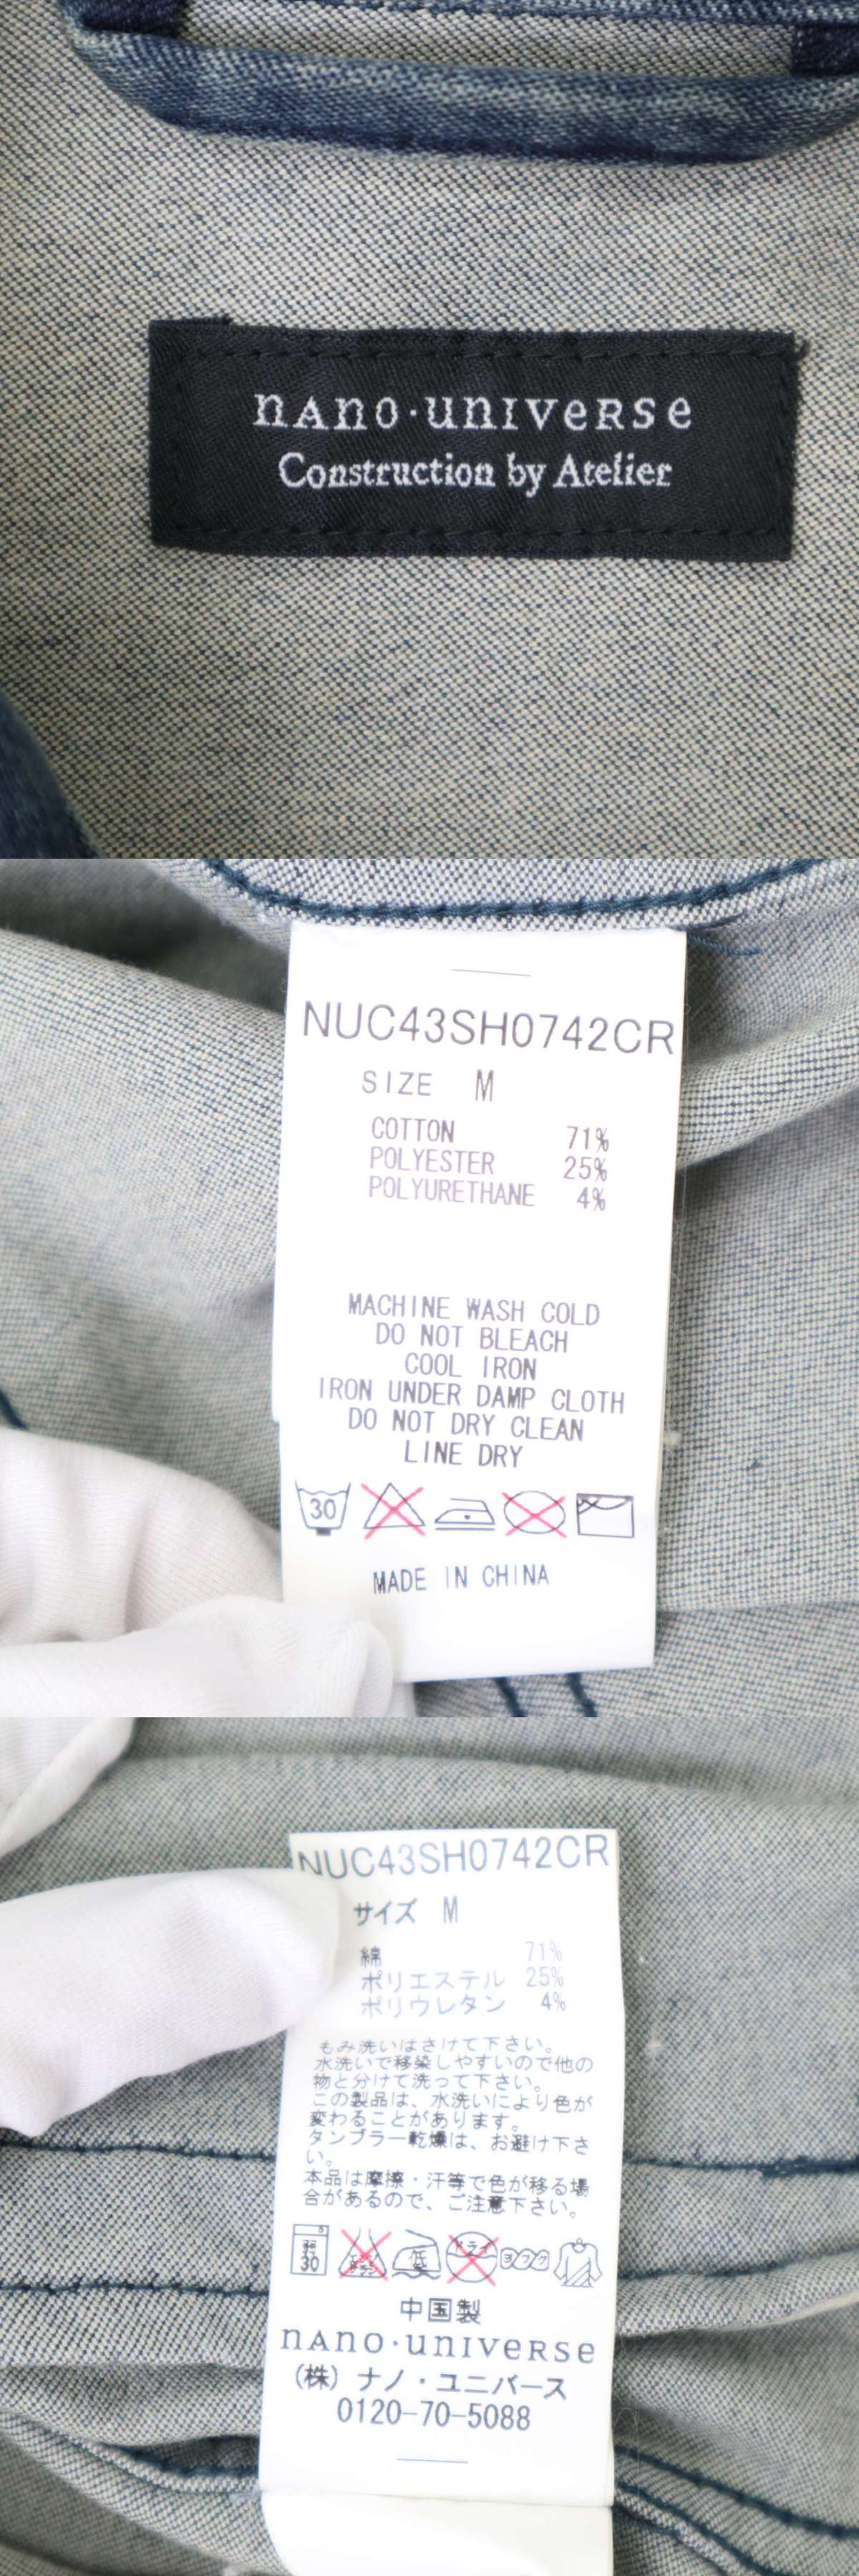 nano·universe
Construction by Atelier
NUC43SH0742CR
SIZE M
COTTON 71%
POLYESTER 25%
POLYURETHANE 4%
MACHINE WASH COLD
DO NOT BLEACH
COOL IRON
IRON UNDER DAMP CLOTH
DO NOT DRY CLEAN
LINE DRY
30
MADE IN CHINA
NUC43SH0742CR
サイズ M
綿 71%
ポリエステル 25%
ポリウレタン 4%
もみ洗いはさけて下さい。
水洗いで移染しやすいので他の
物と分けて洗って下さい。
この製品は、水洗いにより色が
変わることがあります。
タンブラー乾燥は、お避け下さ
い。
本品は摩擦・汗等で色が移る場
合があるので、ご注意下さい。
30 低 ドライ ヨワク
中国製
nano·universe
(株) ナノ・ユニバース
0120-70-5088